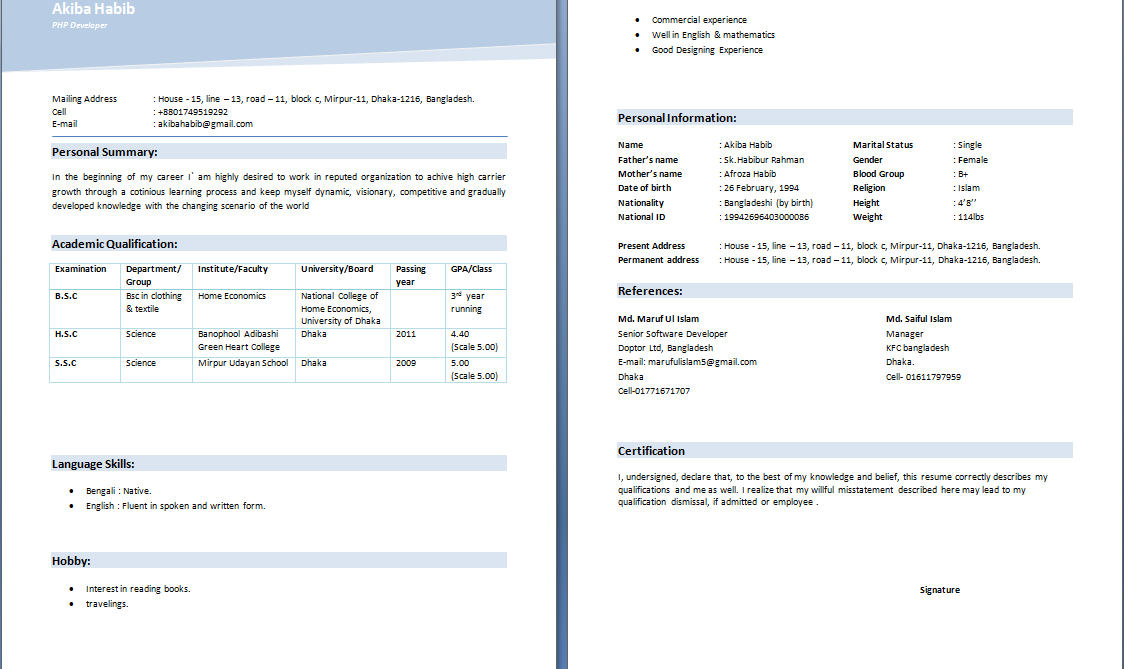 Akiba Habib
PHP Developer
Mailing Address : House - 15, line – 13, road – 11, block c, Mirpur-11, Dhaka-1216, Bangladesh.
Cell : +8801749519292
E-mail : akibahabib@gmail.com
Personal Summary:
In the beginning of my career I` am highly desired to work in reputed organization to achive high carrier
growth through a cotinious learning process and keep myself dynamic, visionary, competitive and gradually
developed knowledge with the changing scenario of the world
Academic Qualification:
Examination Department/ Institute/Faculty University/Board Passing GPA/Class
Group year
B.S.C Bsc in clothing Home Economics National College of 3rd year
& textile Home Economics, running
University of Dhaka
H.S.C Science Banophool Adibashi Dhaka 2011 4.40
Green Heart College (Scale 5.00)
S.S.C Science Mirpur Udayan School Dhaka 2009 5.00
(Scale 5.00)
Language Skills:
• Bengali : Native.
• English : Fluent in spoken and written form.
Hobby:
• Interest in reading books.
• travelings.
• Commercial experience
• Well in English & mathematics
• Good Designing Experience
Personal Information:
Name : Akiba Habib Marital Status : Single
Father's name : Sk.Habibur Rahman Gender : Female
Mother's name : Afroza Habib Blood Group : B+
Date of birth : 26 February, 1994 Religion : Islam
Nationality : Bangladeshi (by birth) Height : 4'8''
National ID : 19942696403000086 Weight : 114lbs
Present Address : House - 15, line – 13, road – 11, block c, Mirpur-11, Dhaka-1216, Bangladesh.
Permanent address : House - 15, line – 13, road – 11, block c, Mirpur-11, Dhaka-1216, Bangladesh.
References:
Md. Maruf Ul Islam Md. Saiful Islam
Senior Software Developer Manager
Doptor Ltd, Bangladesh KFC bangladesh
E-mail: marufulislam5@gmail.com Dhaka.
Dhaka Cell- 01611797959
Cell-01771671707
Certification
I, undersigned, declare that, to the best of my knowledge and belief, this resume correctly describes my
qualifications and me as well. I realize that my willful misstatement described here may lead to my
qualification dismissal, if admitted or employee .
Signature